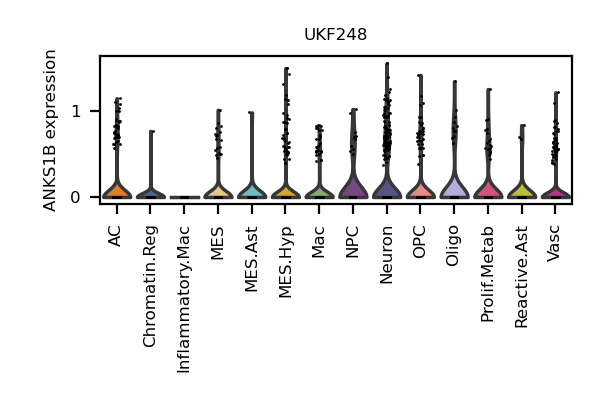 UKF248
ANKS1B expression
1
0
AC
Chromatin.Reg
Inflammatory.Mac
MES
MES.Ast
MES.Hyp
Mac
NPC
Neuron
OPC
Oligo
Prolif.Metab
Reactive.Ast
Vasc